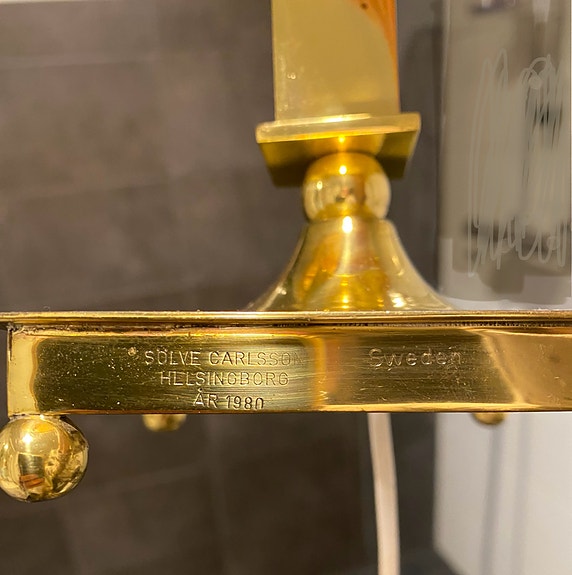 SÖLVE CARLSSON Sweden
HELSINGBORG
ÅR 1980